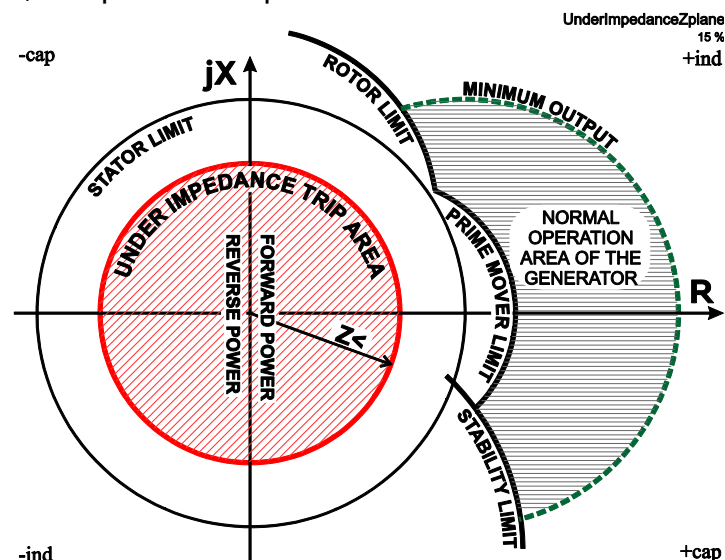 UnderImpedanceZplane
15 %
-cap
+ind
jX
ROTOR LIMIT
MINIMUM OUTPUT
STATOR LIMIT
UNDER IMPEDANCE TRIP AREA
PRIME MOVER LIMIT
NORMAL
OPERATION
AREA OF THE
GENERATOR
REVERSE POWER
FORWARD POWER
R
Z<
STABILITY LIMIT
-ind
+cap